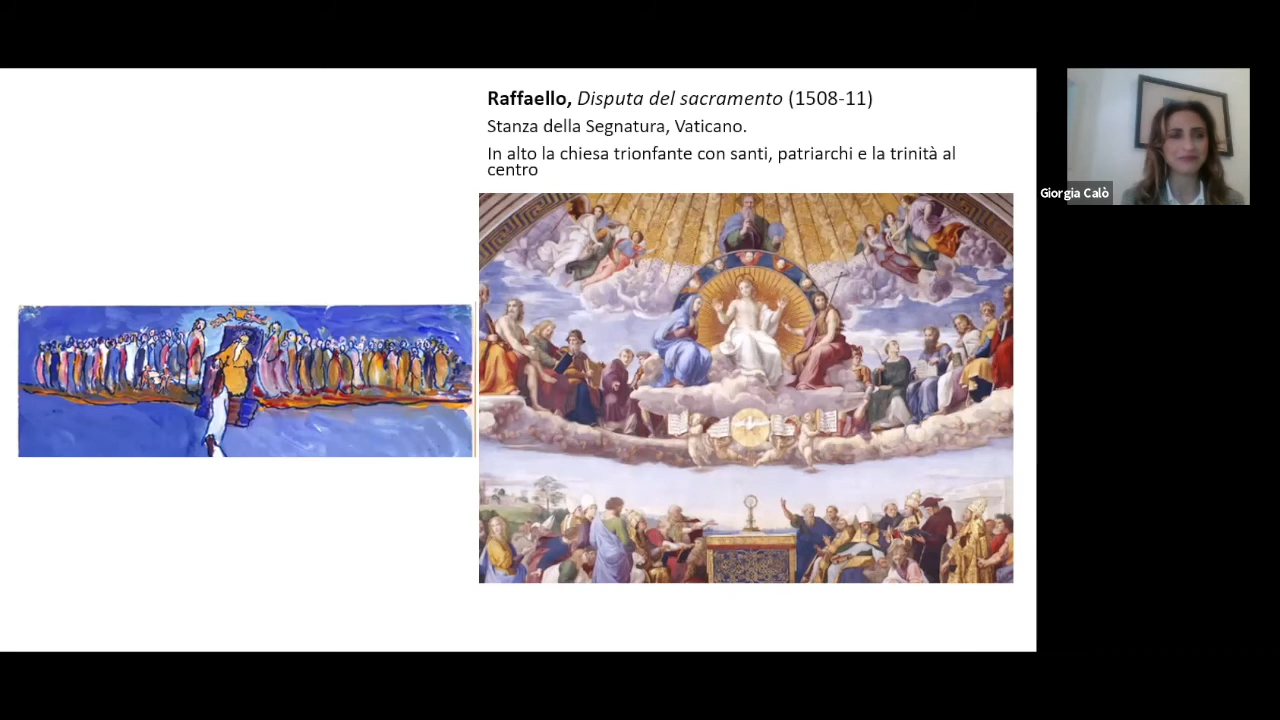 Raffaello, Disputa del sacramento (1508-11)
Stanza della Segnatura, Vaticano.
In alto la chiesa trionfante con santi, patriarchi e la trinità al
centro
Giorgia Calò